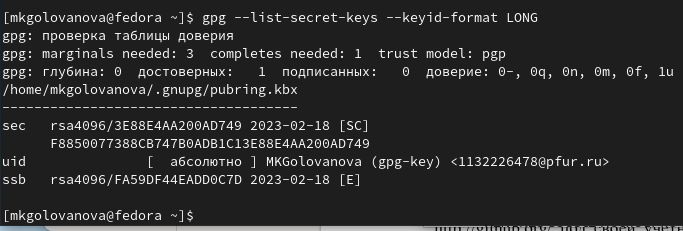 [mkgolovanova@fedora ~]$ gpg --list-secret-keys --keyid-format LONG
gpg: проверка таблицы доверия
gpg: marginals needed: 3  completes needed: 1  trust model: pgp
gpg: глубина: 0  достоверных:   1  подписанных:   0  доверие: 0-, 0q, 0n, 0m, 0f, 1u
/home/mkgolovanova/.gnupg/pubring.kbx
-------------------------------------
sec   rsa4096/3E88E4AA200AD749 2023-02-18 [SC]
      F8850077388CB747B0ADB1C13E88E4AA200AD749
uid              [  абсолютно ] MKGolovanova (gpg-key) <1132226478@pfur.ru>
ssb   rsa4096/FA59DF44EADD0C7D 2023-02-18 [E]
[mkgolovanova@fedora ~]$